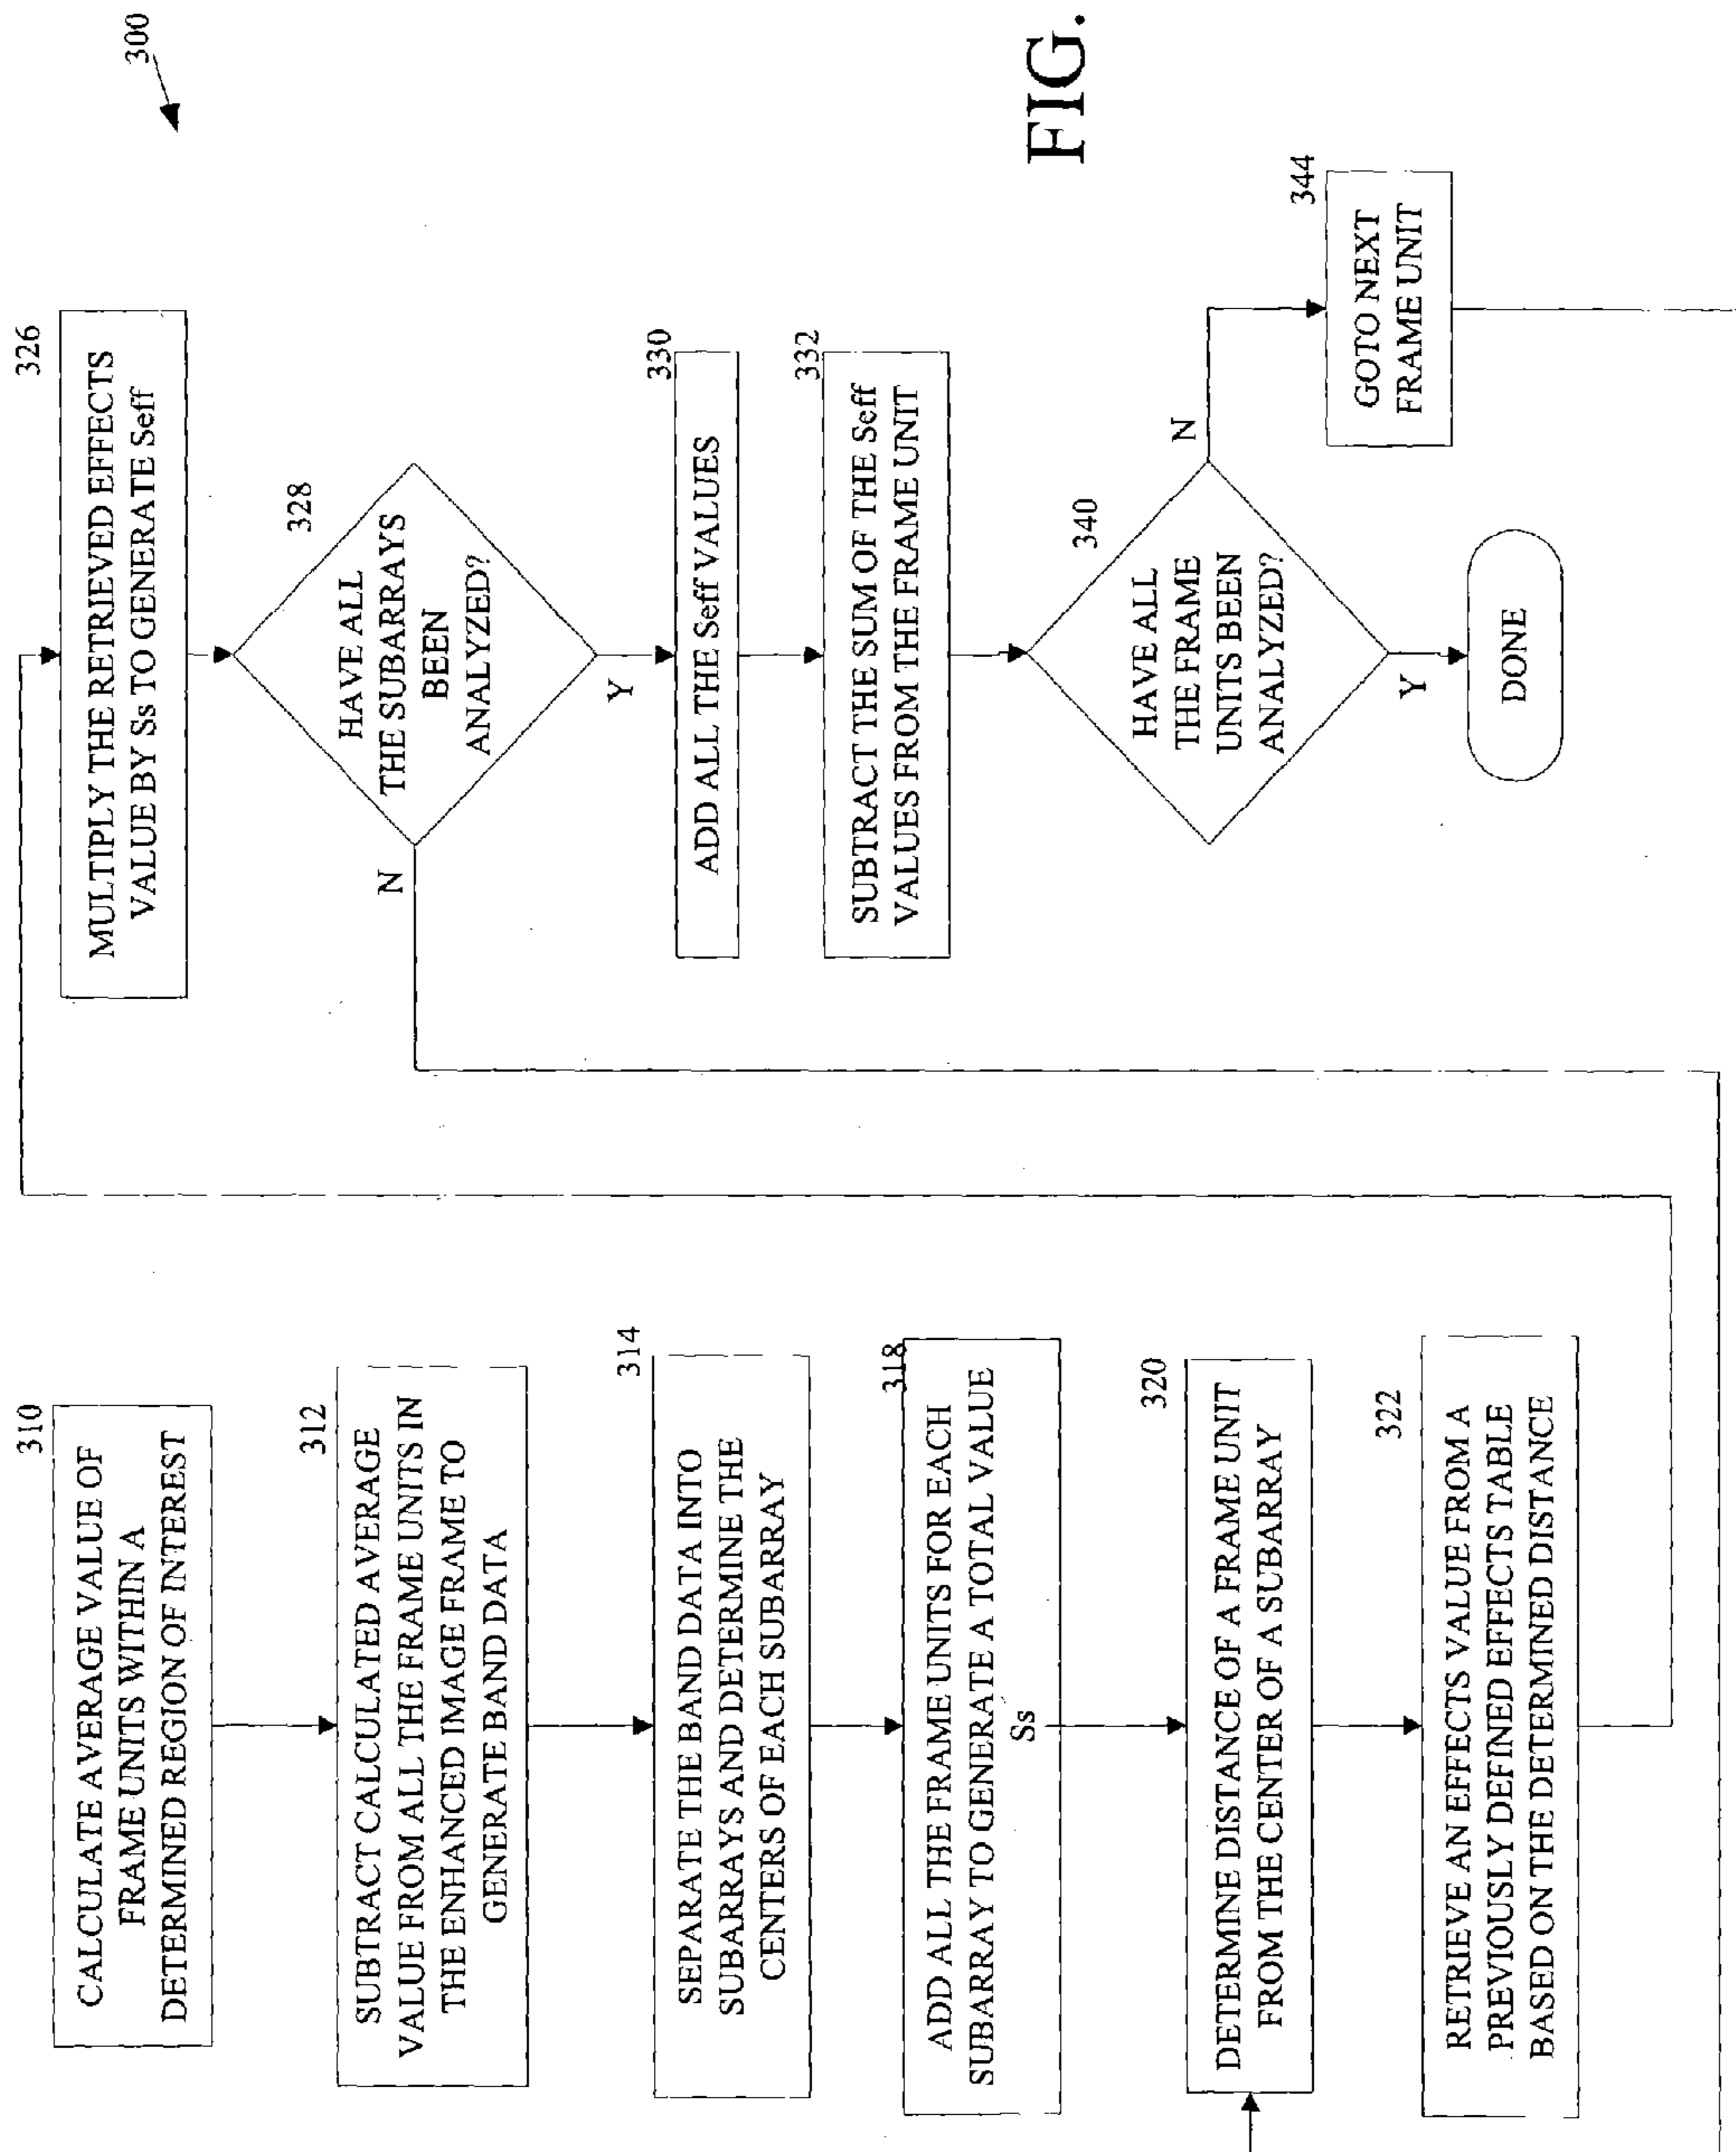 300
310
CALCULATE AVERAGE VALUE OF
FRAME UNITS WITHIN A
DETERMINED REGION OF INTEREST
312
SUBTRACT CALCULATED AVERAGE
VALUE FROM ALL THE FRAME UNITS IN
THE ENHANCED IMAGE FRAME TO
GENERATE BAND DATA
314
SEPARATE THE BAND DATA INTO
SUBARRAYS AND DETERMINE THE
CENTERS OF EACH SUBARRAY
318
ADD ALL THE FRAME UNITS FOR EACH
SUBARRAY TO GENERATE A TOTAL VALUE
Ss
320
DETERMINE DISTANCE OF A FRAME UNIT
FROM THE CENTER OF A SUBARRAY
322
RETRIEVE AN EFFECTS VALUE FROM A
PREVIOUSLY DEFINED EFFECTS TABLE
BASED ON THE DETERMINED DISTANCE
326
MULTIPLY THE RETRIEVED EFFECTS
VALUE BY Ss TO GENERATE Seff
328
HAVE ALL
THE SUBARRAYS
BEEN
ANALYZED?
N
Y
330
ADD ALL THE Seff VALUES
332
SUBTRACT THE SUM OF THE Seff
VALUES FROM THE FRAME UNIT
340
HAVE ALL
THE FRAME
UNITS BEEN
ANALYZED?
N
Y
344
GOTO NEXT
FRAME UNIT
DONE
FIG.